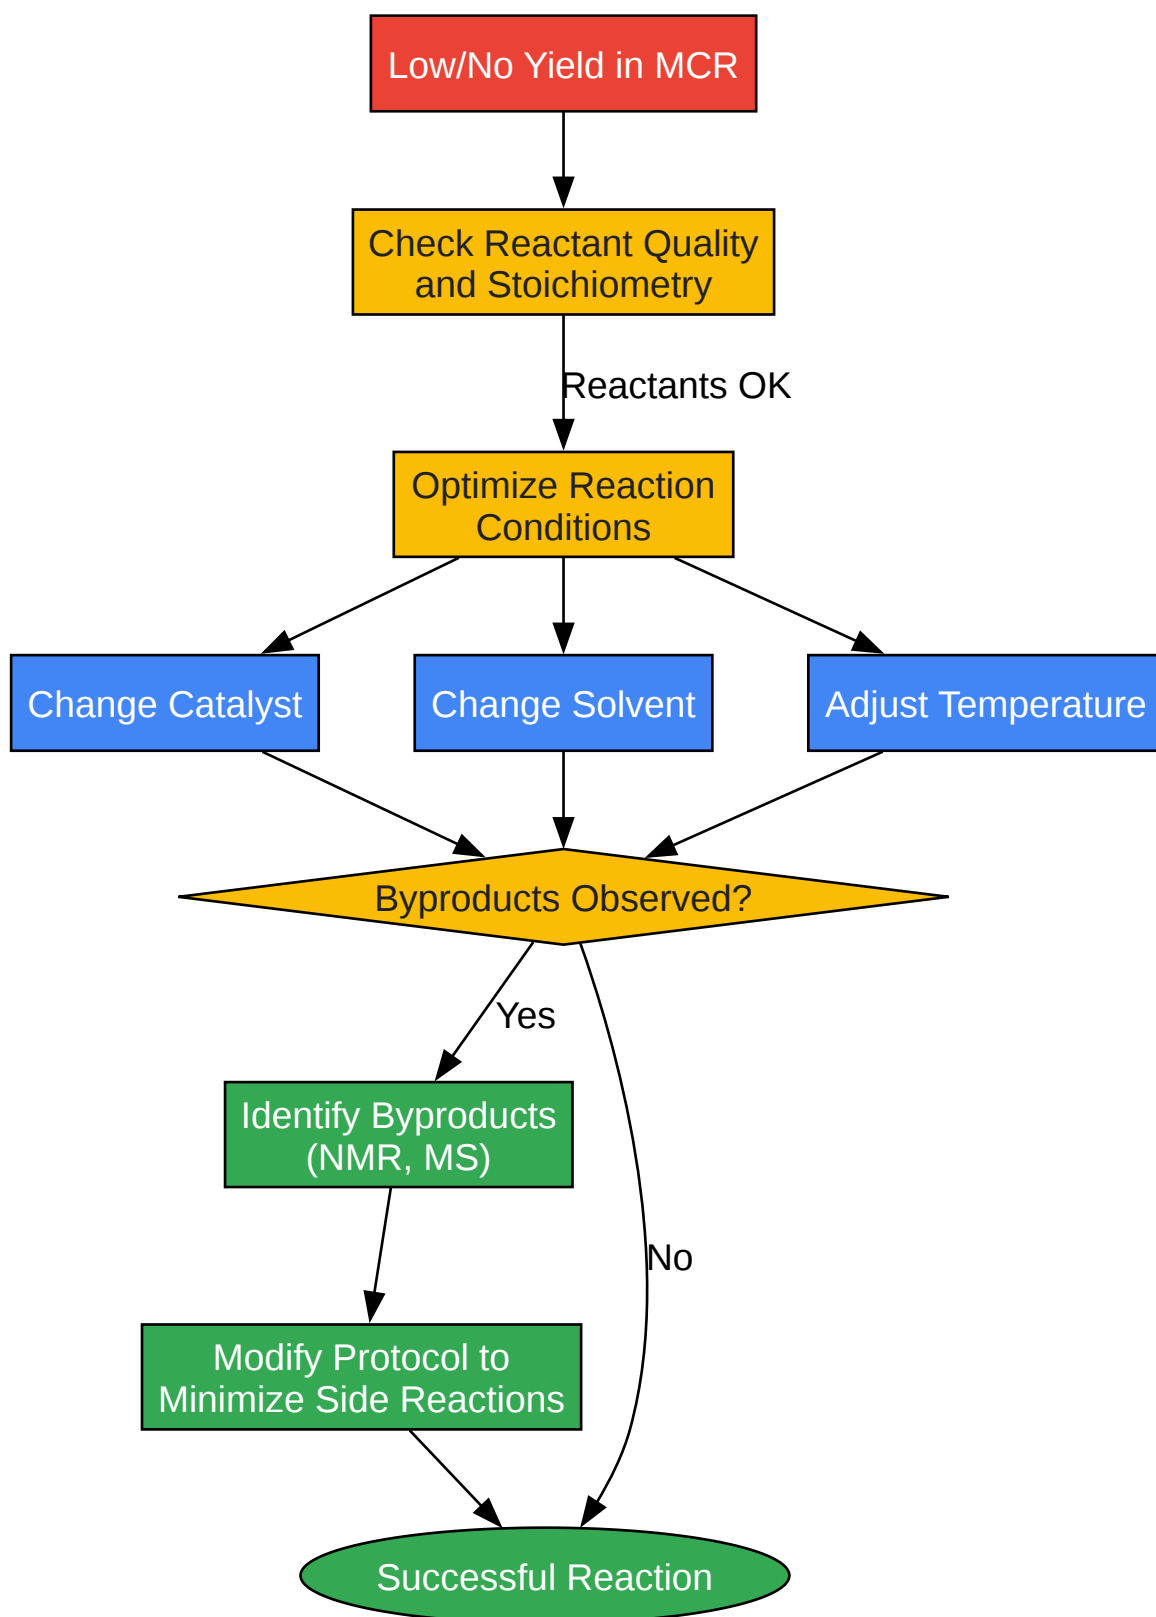 Low/No Yield in MCR
Check Reactant Quality
and Stoichiometry
Reactants OK
Optimize Reaction
Conditions
Change Catalyst
Change Solvent
Adjust Temperature
Byproducts Observed?
Yes
Identify Byproducts
(NMR, MS)
No
Modify Protocol to
Minimize Side Reactions
Successful Reaction